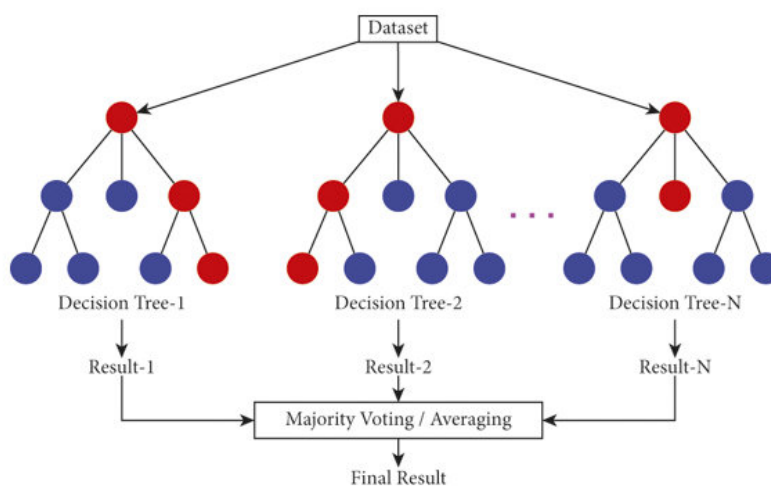 Dataset
Decision Tree-1
Decision Tree-2
Decision Tree-N
Result-1
Result-2
Result-N
Majority Voting / Averaging
Final Result